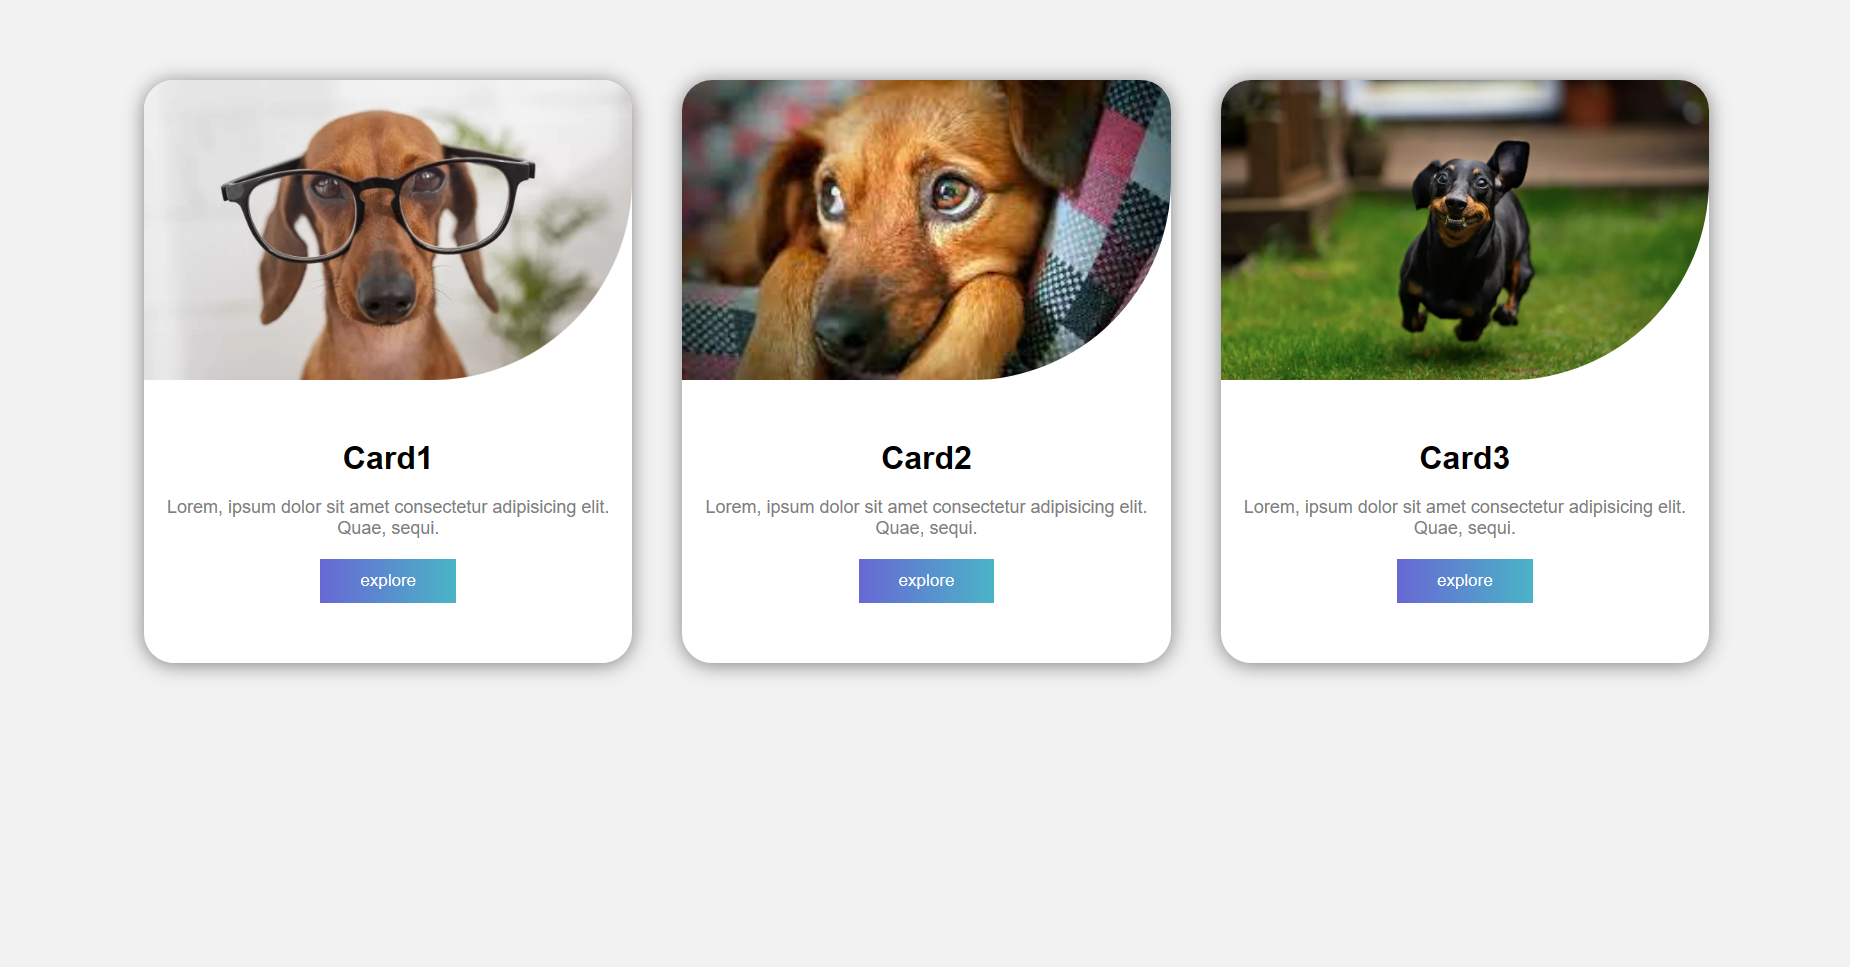 Card1
Lorem, ipsum dolor sit amet consectetur adipisicing elit.
Quae, sequi.
explore
Card2
Lorem, ipsum dolor sit amet consectetur adipisicing elit.
Quae, sequi.
explore
Card3
Lorem, ipsum dolor sit amet consectetur adipisicing elit.
Quae, sequi.
explore